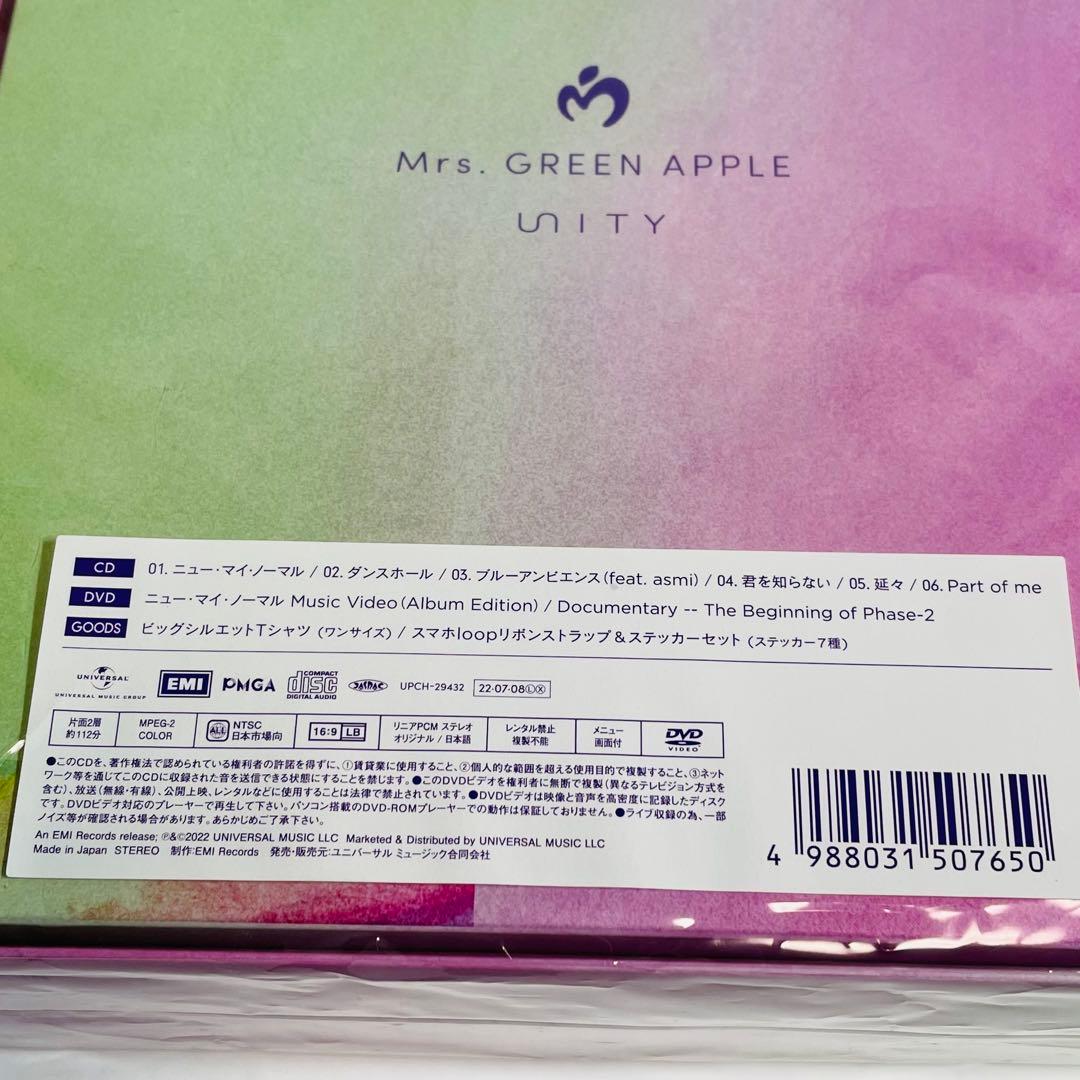 Mrs. GREEN APPLE
UNITY
CD 01. ニュー・マイ・ノーマル / 02. ダンスホール / 03. ブルーアンビエンス(feat. asmi) / 04. 君を知らない / 05. 延々 / 06. Part of me
DVD ニュー・マイ・ノーマル Music Video(Album Edition) / Documentary -- The Beginning of Phase-2
GOODS ビッグシルエットTシャツ (ワンサイズ) / スマホloopリボンストラップ&ステッカーセット (ステッカー7種)
UNIVERSAL
UNIVERSAL MUSIC GROUP
EMI PMGA COMPACT disc DIGITAL AUDIO UPCH-29432 22・07・08ⓁⓍ
片面2層 約112分 MPEG-2 COLOR ALL NTSC 日本市場向 16:9 LB リニアPCM ステレオ オリジナル / 日本語 レンタル禁止 複製不能 メニュー 画面付 DVD VIDEO
●このCDを、著作権法で認められている権利者の許諾を得ずに、①賃貸業に使用すること、②個人的な範囲を超える使用目的で複製すること、③ネット
ワーク等を通じてこのCDに収録された音を送信できる状態にすることを禁じます。●このDVDビデオを権利者に無断で複製(異なるテレビジョン方式を
含む)、放送(無線・有線)、公開上映、レンタルなどに使用することは法律で禁止されています。●DVDビデオは映像と音声を高密度に記録したディスク
です。DVDビデオ対応のプレーヤーで再生して下さい。パソコン搭載のDVD-ROMプレーヤーでの動作は保証しておりません。●ライブ収録の為、一部
ノイズ等が確認される場合があります。あらかじめご了承下さい。
An EMI Records release; ℗&©2022 UNIVERSAL MUSIC LLC Marketed & Distributed by UNIVERSAL MUSIC LLC
Made in Japan STEREO 制作:EMI Records 発売・販売元:ユニバーサル ミュージック合同会社
4 988031 507650